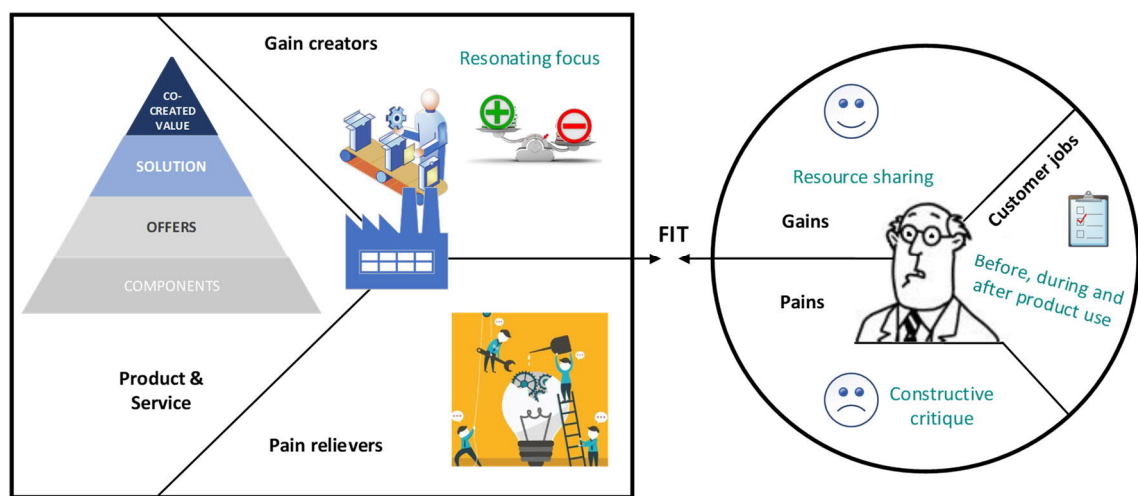 Gain creators
Resonating focus
CO-
CREATED
VALUE
SOLUTION
OFFERS
COMPONENTS
Product &
Service
Pain relievers
FIT
Resource sharing
Gains
Pains
Customer jobs
Before, during and
after product use
Constructive
critique